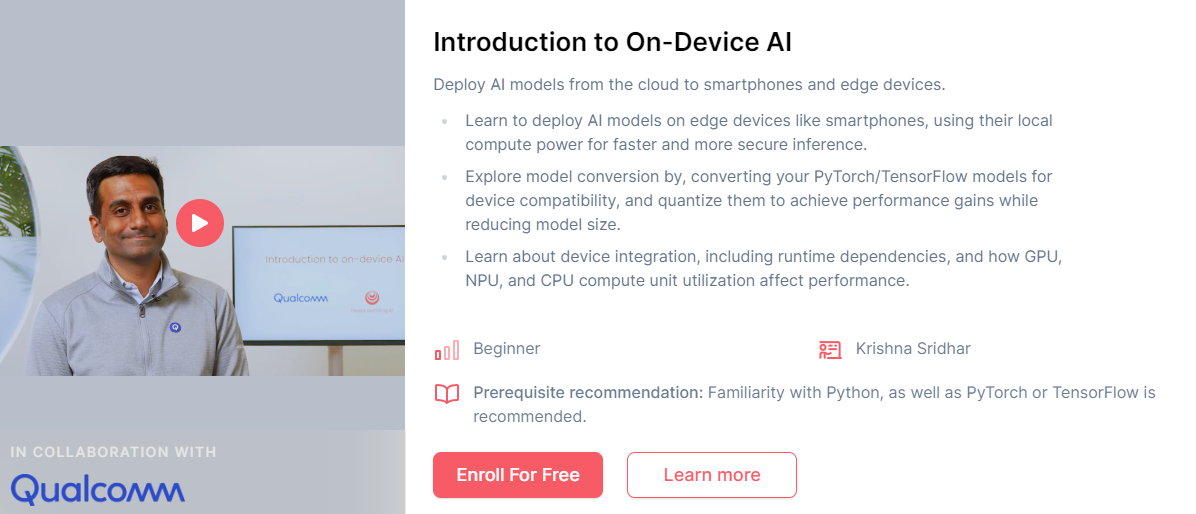 Introduction to On-Device AI
Deploy AI models from the cloud to smartphones and edge devices.
Learn to deploy AI models on edge devices like smartphones, using their local
compute power for faster and more secure inference.
Explore model conversion by, converting your PyTorch/TensorFlow models for
device compatibility, and quantize them to achieve performance gains while
reducing model size.
Learn about device integration, including runtime dependencies, and how GPU,
NPU, and CPU compute unit utilization affect performance.
Beginner
Krishna Sridhar
Prerequisite recommendation: Familiarity with Python, as well as PyTorch or TensorFlow is
recommended.
Enroll For Free
Learn more
Introduction to on-device AI
Qualcomm
DeepLearning.AI
IN COLLABORATION WITH
Qualcomm